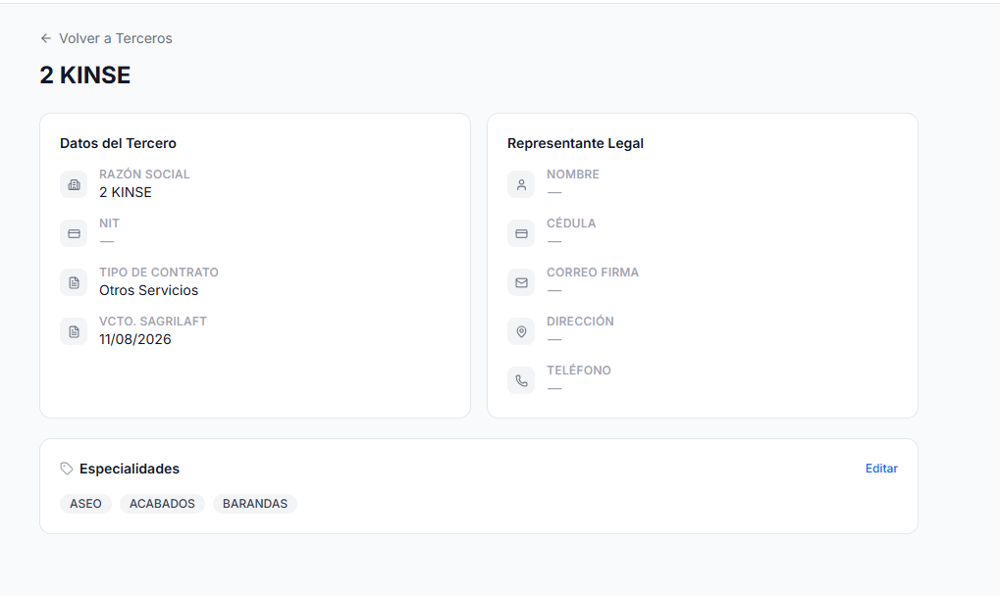 ← Volver a Terceros
2 KINSE
Datos del Tercero
RAZÓN SOCIAL
2 KINSE
NIT
—
TIPO DE CONTRATO
Otros Servicios
VCTO. SAGRILAFT
11/08/2026
Representante Legal
NOMBRE
—
CÉDULA
—
CORREO FIRMA
—
DIRECCIÓN
—
TELÉFONO
—
Especialidades
Editar
ASEO ACABADOS BARANDAS